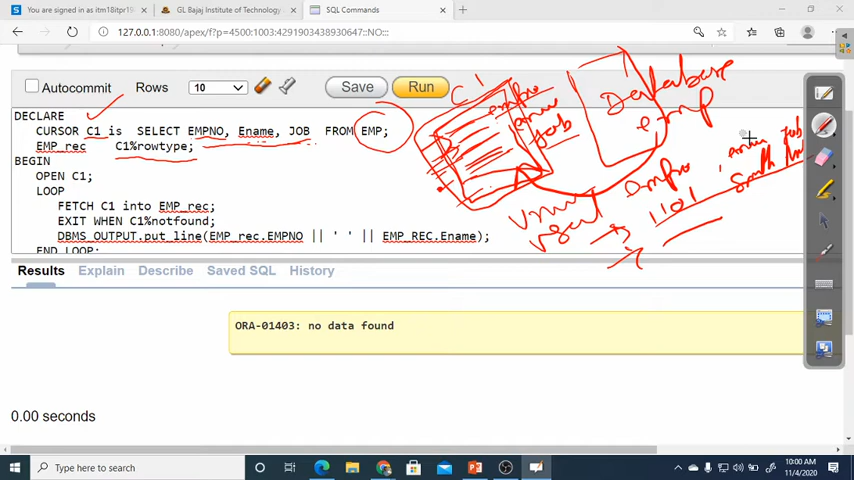 You are signed in as itm18itpr19
GL Bajaj Institute of Technology
SQL Commands
127.0.0.1:8080/apex/f?p=4500:1003:4291903438930647::NO:::
Autocommit Rows 10 Save Run
DECLARE
CURSOR C1 is SELECT EMPNO, Ename, JOB FROM EMP;
EMP_rec C1%rowtype;
BEGIN
OPEN C1;
LOOP
FETCH C1 into EMP_rec;
EXIT WHEN C1%notfound;
DBMS_OUTPUT.put_line(EMP_rec.EMPNO || ' ' || EMP_REC.Ename);
END LOOP;
C1
empno
job
Database
emp
1101
Results Explain Describe Saved SQL History
ORA-01403: no data found
0.00 seconds
Type here to search
10:00 AM
11/4/2020